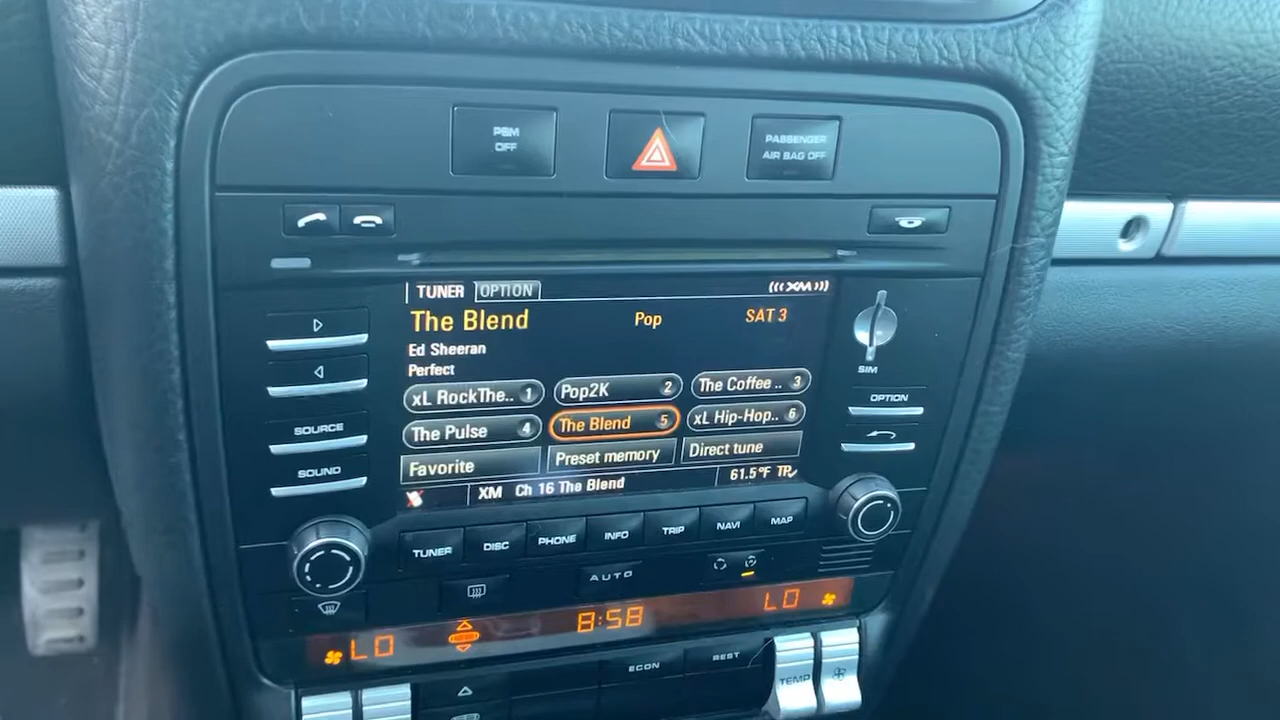 PSM OFF
PASSENGER AIR BAG OFF
TUNER OPTION ((( XM )))
The Blend Pop SAT 3
Ed Sheeran
Perfect
xL RockThe.. 1 Pop2K 2 The Coffee .. 3
The Pulse 4 The Blend 5 xL Hip-Hop.. 6
Favorite Preset memory Direct tune
XM Ch 16 The Blend 61.5°F TP
SOURCE
SOUND
SIM
OPTION
TUNER DISC PHONE INFO TRIP NAVI MAP
AUTO
LO 8:58 LO
ECON REST
TEMP